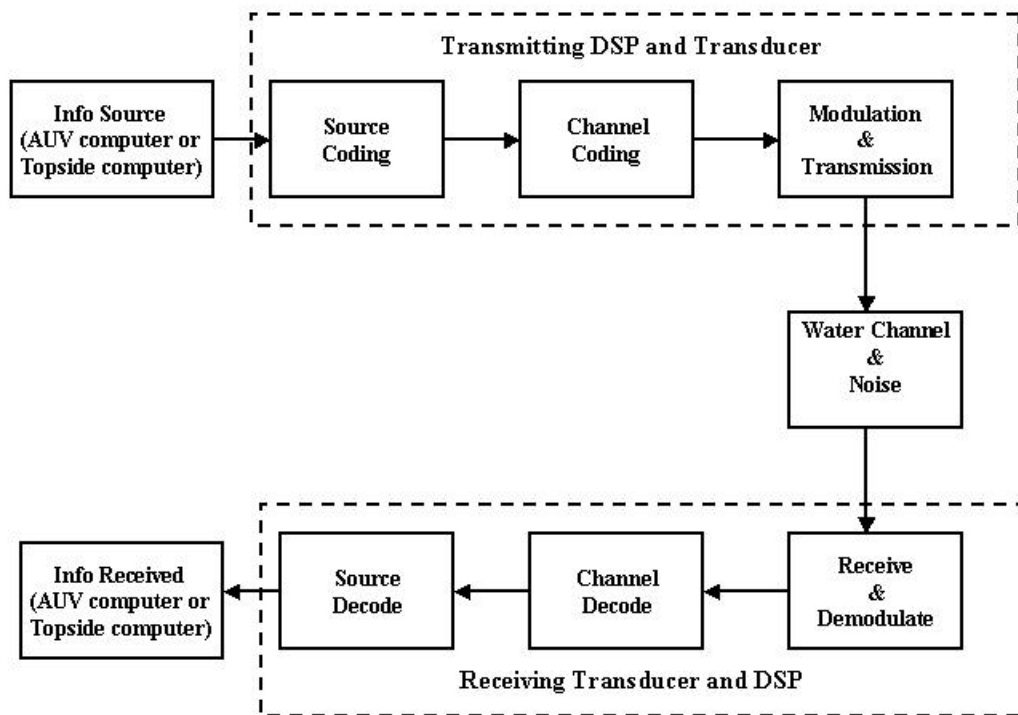 Transmitting DSP and Transducer
Info Source
(AUV computer or
Topside computer)
Source
Coding
Channel
Coding
Modulation
&
Transmission
Water Channel
&
Noise
Receive
&
Demodulate
Channel
Decode
Source
Decode
Info Received
(AUV computer or
Topside computer)
Receiving Transducer and DSP